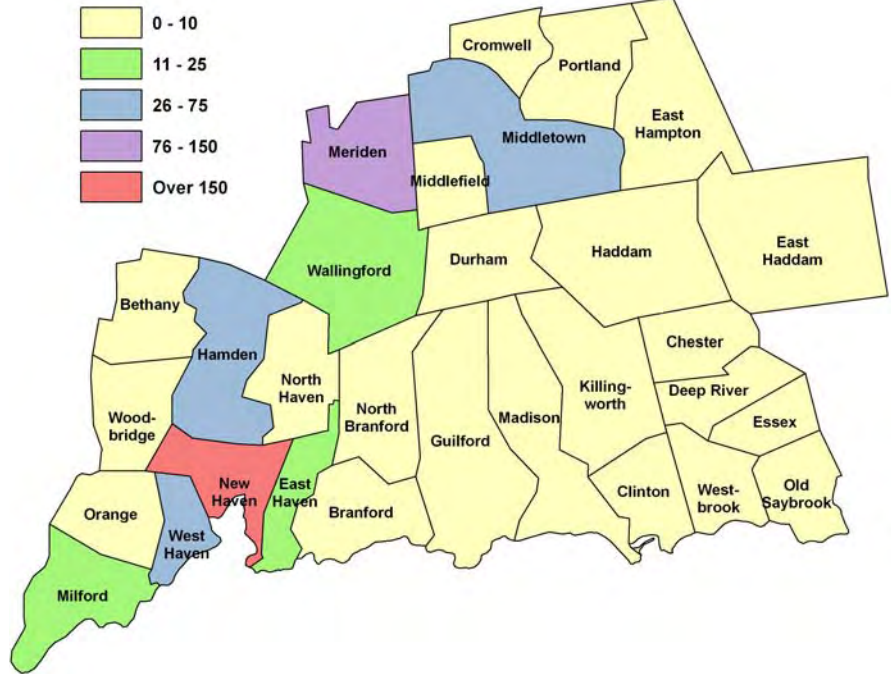 0 - 10
11 - 25
26 - 75
76 - 150
Over 150
Cromwell
Portland
East
Hampton
Meriden
Middletown
Middlefield
Wallingford
Durham
Haddam
East
Haddam
Bethany
Hamden
North
Haven
Chester
Deep River
Killing-
worth
Essex
Wood-
bridge
North
Branford
Guilford
Madison
New
Haven
East
Haven
Branford
Clinton
West-
brook
Old
Saybrook
Orange
West
Haven
Milford